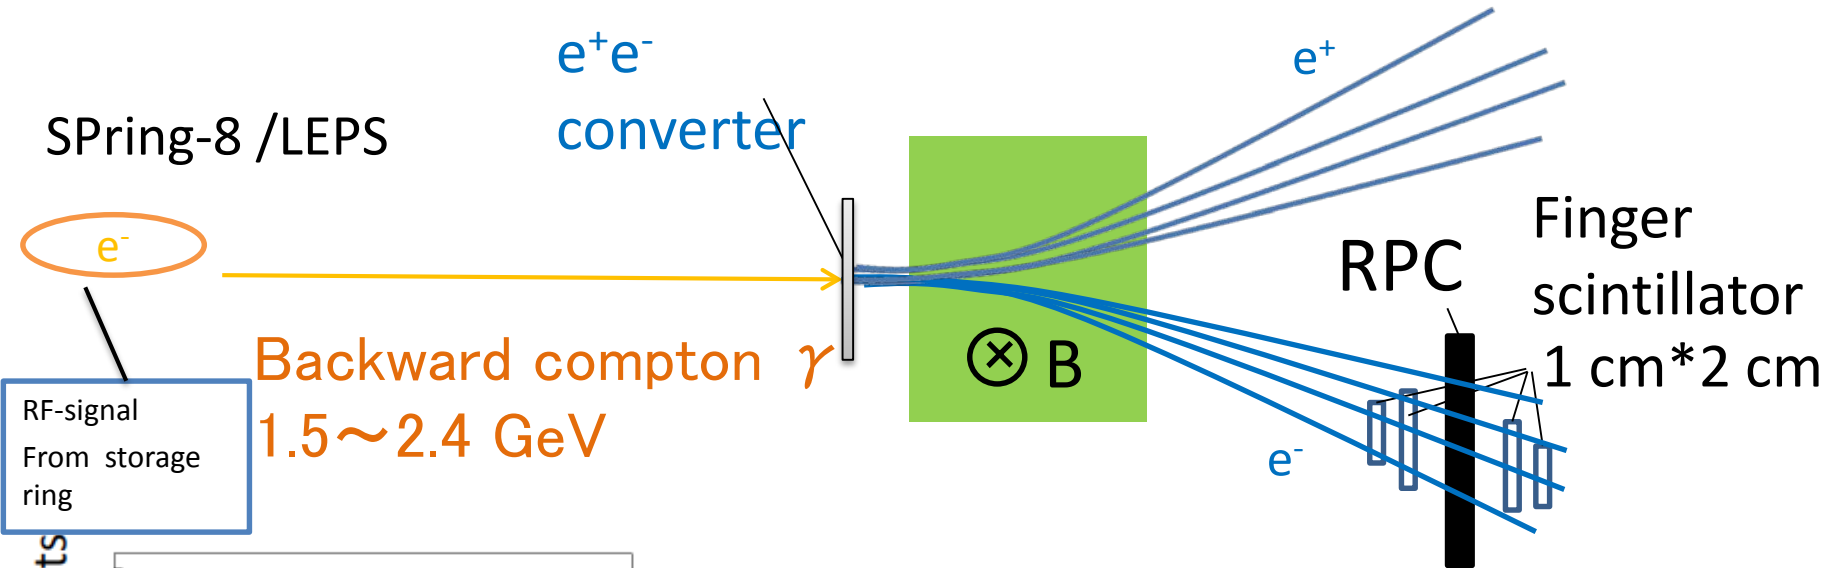 e⁺e⁻
converter
SPring-8 /LEPS
e⁻
e⁺
Finger
scintillator
1 cm*2 cm
RPC
Backward compton γ
1.5～2.4 GeV
⊗ B
RF-signal
From storage
ring
e⁻
ts